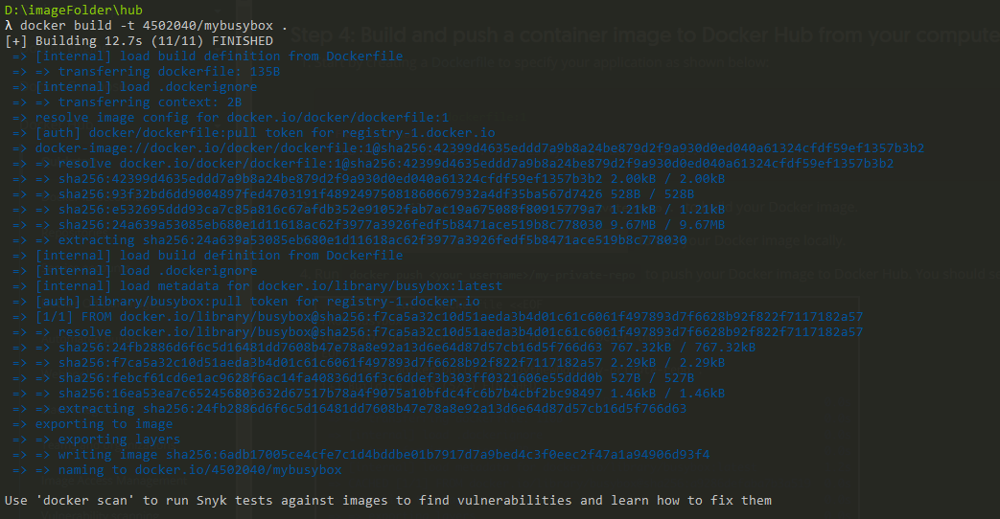 D:\imageFolder\hub
λ docker build -t 4502040/mybusybox .
[+] Building 12.7s (11/11) FINISHED
=> [internal] load build definition from Dockerfile
=> => transferring dockerfile: 135B
=> [internal] load .dockerignore
=> => transferring context: 2B
=> resolve image config for docker.io/docker/dockerfile:1
=> [auth] docker/dockerfile:pull token for registry-1.docker.io
=> docker-image://docker.io/docker/dockerfile:1@sha256:42399d4635eddd7a9b8a24be879d2f9a930d0ed040a61324cfdf59ef1357b3b2
=> => resolve docker.io/docker/dockerfile:1@sha256:42399d4635eddd7a9b8a24be879d2f9a930d0ed040a61324cfdf59ef1357b3b2
=> => sha256:42399d4635eddd7a9b8a24be879d2f9a930d0ed040a61324cfdf59ef1357b3b2 2.00kB / 2.00kB
=> => sha256:93f32bd6dd9004897fed4703191f48924975081860667932a4df35ba567d7426 528B / 528B
=> => sha256:e532695ddd93ca7c85a816c67afdb352e91052fab7ac19a675088f80915779a7 1.21kB / 1.21kB
=> => sha256:24a639a53085eb680e1d11618ac62f3977a3926fedf5b8471ace519b8c778030 9.67MB / 9.67MB
=> => extracting sha256:24a639a53085eb680e1d11618ac62f3977a3926fedf5b8471ace519b8c778030
=> [internal] load build definition from Dockerfile
=> [internal] load .dockerignore
=> [internal] load metadata for docker.io/library/busybox:latest
=> [auth] library/busybox:pull token for registry-1.docker.io
=> [1/1] FROM docker.io/library/busybox@sha256:f7ca5a32c10d51aeda3b4d01c61c6061f497893d7f6628b92f822f7117182a57
=> => resolve docker.io/library/busybox@sha256:f7ca5a32c10d51aeda3b4d01c61c6061f497893d7f6628b92f822f7117182a57
=> => sha256:24fb2886d6f6c5d16481dd7608b47e78a8e92a13d6e64d87d57cb16d5f766d63 767.32kB / 767.32kB
=> => sha256:f7ca5a32c10d51aeda3b4d01c61c6061f497893d7f6628b92f822f7117182a57 2.29kB / 2.29kB
=> => sha256:febcf61cd6e1ac9628f6ac14fa40836d16f3c6ddef3b303ff0321606e55ddd0b 527B / 527B
=> => sha256:16ea53ea7c652456803632d67517b78a4f9075a10bfdc4fc6b7b4cbf2bc98497 1.46kB / 1.46kB
=> => extracting sha256:24fb2886d6f6c5d16481dd7608b47e78a8e92a13d6e64d87d57cb16d5f766d63
=> exporting to image
=> => exporting layers
=> => writing image sha256:6adb17005ce4cfe7c1d4bddbe01b7917d7a9bed4c3f0eec2f47a1a94906d93f4
=> => naming to docker.io/4502040/mybusybox
Use 'docker scan' to run Snyk tests against images to find vulnerabilities and learn how to fix them
Step 4: Build and push a container image to Docker Hub from your compute